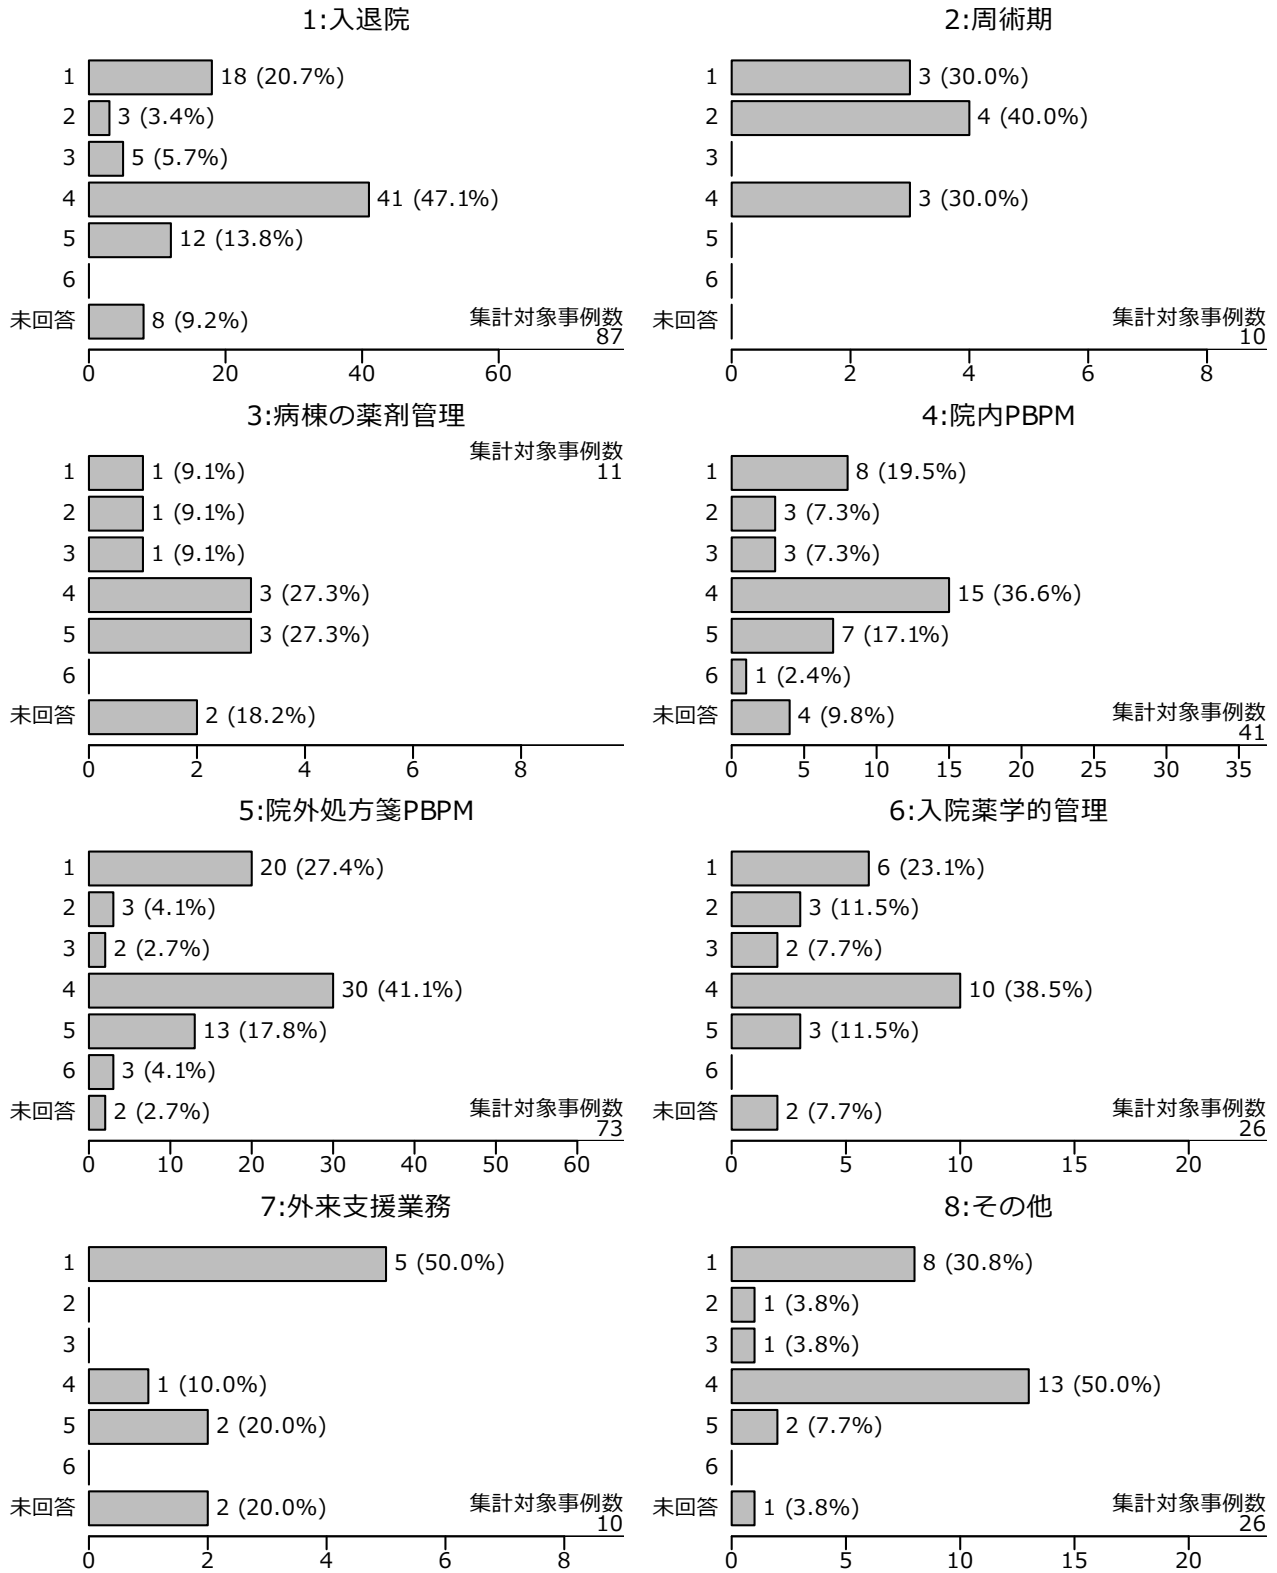 1:入退院
1 18 (20.7%)
2 3 (3.4%)
3 5 (5.7%)
4 41 (47.1%)
5 12 (13.8%)
6
未回答 8 (9.2%) 集計対象事例数
87
0 20 40 60
2:周術期
1 3 (30.0%)
2 4 (40.0%)
3
4 3 (30.0%)
5
6
未回答 集計対象事例数
10
0 2 4 6 8
3:病棟の薬剤管理
集計対象事例数
11
1 1 (9.1%)
2 1 (9.1%)
3 1 (9.1%)
4 3 (27.3%)
5 3 (27.3%)
6
未回答 2 (18.2%)
0 2 4 6 8
4:院内PBPM
1 8 (19.5%)
2 3 (7.3%)
3 3 (7.3%)
4 15 (36.6%)
5 7 (17.1%)
6 1 (2.4%)
未回答 4 (9.8%) 集計対象事例数
41
0 5 10 15 20 25 30 35
5:院外処方箋PBPM
1 20 (27.4%)
2 3 (4.1%)
3 2 (2.7%)
4 30 (41.1%)
5 13 (17.8%)
6 3 (4.1%)
未回答 2 (2.7%) 集計対象事例数
73
0 10 20 30 40 50 60
6:入院薬学的管理
1 6 (23.1%)
2 3 (11.5%)
3 2 (7.7%)
4 10 (38.5%)
5 3 (11.5%)
6
未回答 2 (7.7%) 集計対象事例数
26
0 5 10 15 20
7:外来支援業務
1 5 (50.0%)
2
3
4 1 (10.0%)
5 2 (20.0%)
6
未回答 2 (20.0%) 集計対象事例数
10
0 2 4 6 8
8:その他
1 8 (30.8%)
2 1 (3.8%)
3 1 (3.8%)
4 13 (50.0%)
5 2 (7.7%)
6
未回答 1 (3.8%) 集計対象事例数
26
0 5 10 15 20